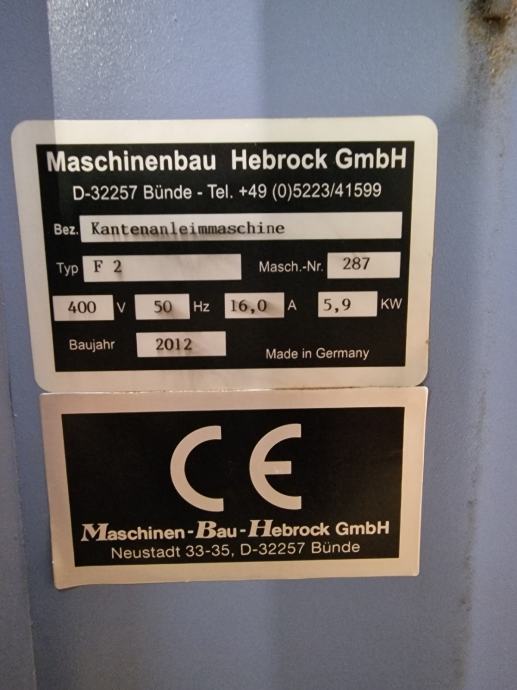 Maschinenbau Hebrock GmbH
D-32257 Bünde - Tel. +49 (0)5223/41599
Bez. Kantenanleimmaschine
Typ F 2 Masch.-Nr. 287
400 V 50 Hz 16,0 A 5,9 KW
Baujahr 2012 Made in Germany
CE
Maschinen-Bau-Hebrock GmbH
Neustadt 33-35, D-32257 Bünde